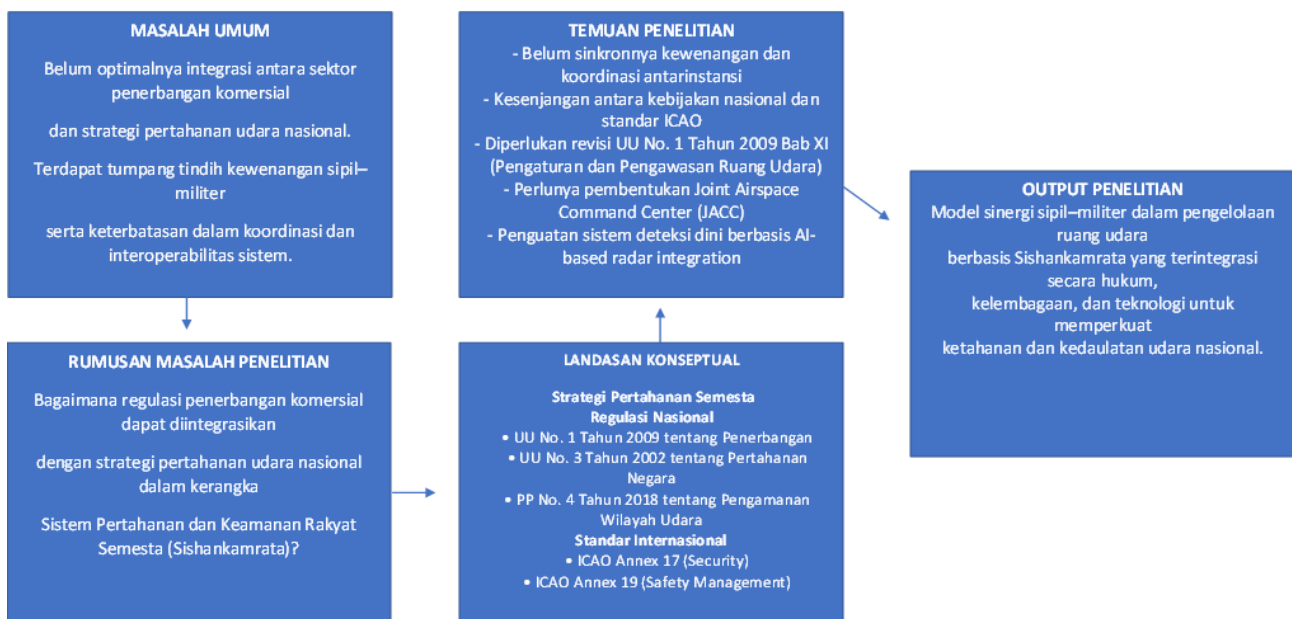 MASALAH UMUM
Belum optimalnya integrasi antara sektor
penerbangan komersial
dan strategi pertahanan udara nasional.
Terdapat tumpang tindih kewenangan sipil–
militer
serta keterbatasan dalam koordinasi dan
interoperabilitas sistem.
RUMUSAN MASALAH PENELITIAN
Bagaimana regulasi penerbangan komersial
dapat diintegrasikan
dengan strategi pertahanan udara nasional
dalam kerangka
Sistem Pertahanan dan Keamanan Rakyat
Semesta (Sishankamrata)?
LANDASAN KONSEPTUAL
Strategi Pertahanan Semesta
Regulasi Nasional
• UU No. 1 Tahun 2009 tentang Penerbangan
• UU No. 3 Tahun 2002 tentang Pertahanan
Negara
• PP No. 4 Tahun 2018 tentang Pengamanan
Wilayah Udara
Standar Internasional
• ICAO Annex 17 (Security)
• ICAO Annex 19 (Safety Management)
TEMUAN PENELITIAN
- Belum sinkronnya kewenangan dan
koordinasi antarinstansi
- Kesenjangan antara kebijakan nasional dan
standar ICAO
- Diperlukan revisi UU No. 1 Tahun 2009 Bab XI
(Pengaturan dan Pengawasan Ruang Udara)
- Perlunya pembentukan Joint Airspace
Command Center (JACC)
- Penguatan sistem deteksi dini berbasis AI-
based radar integration
OUTPUT PENELITIAN
Model sinergi sipil–militer dalam pengelolaan
ruang udara
berbasis Sishankamrata yang terintegrasi
secara hukum,
kelembagaan, dan teknologi untuk
memperkuat
ketahanan dan kedaulatan udara nasional.